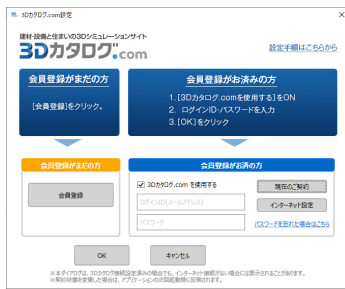 3Dカタログ.com設定
建材・設備と住まいの3Dシミュレーションサイト
3Dカタログ.com
設定手順はこちらから
会員登録がまだの方
[会員登録]をクリック。
会員登録がお済みの方
1. [3Dカタログ.comを使用する]をON
2. ログインID・パスワードを入力
3. [OK]をクリック
会員登録がまだの方
会員登録
会員登録がお済の方
3Dカタログ.com を使用する
現在のご契約
ログインID(メールアドレス)
インターネット設定
パスワード
パスワードを忘れた場合はこちら
OK
キャンセル
※本ダイアログは、3Dカタログ接続設定済みの場合でも、インターネット接続がない場合には表示されることがあります。
※契約状態を変更した場合は、アプリケーションの次回起動時に反映されます。